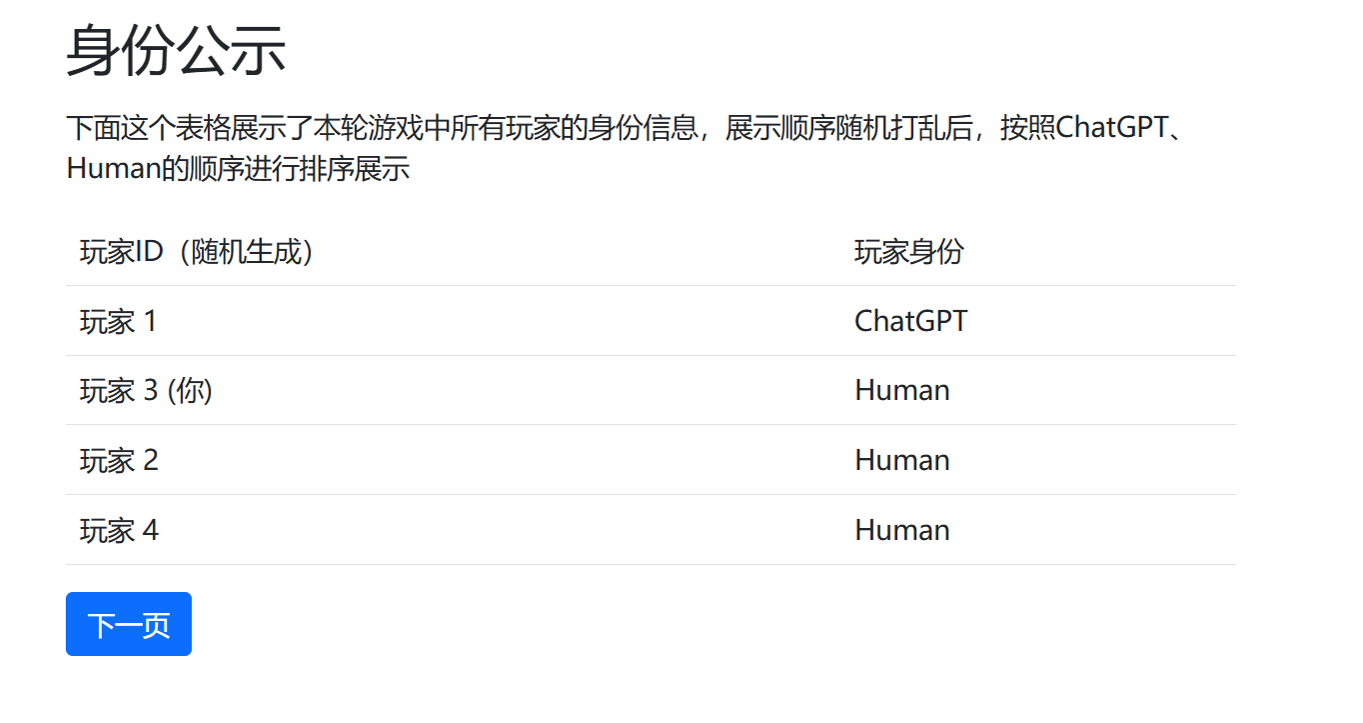 身份公示
下面这个表格展示了本轮游戏中所有玩家的身份信息，展示顺序随机打乱后，按照ChatGPT、
Human的顺序进行排序展示
玩家ID（随机生成） 玩家身份
玩家 1 ChatGPT
玩家 3 (你) Human
玩家 2 Human
玩家 4 Human
下一页